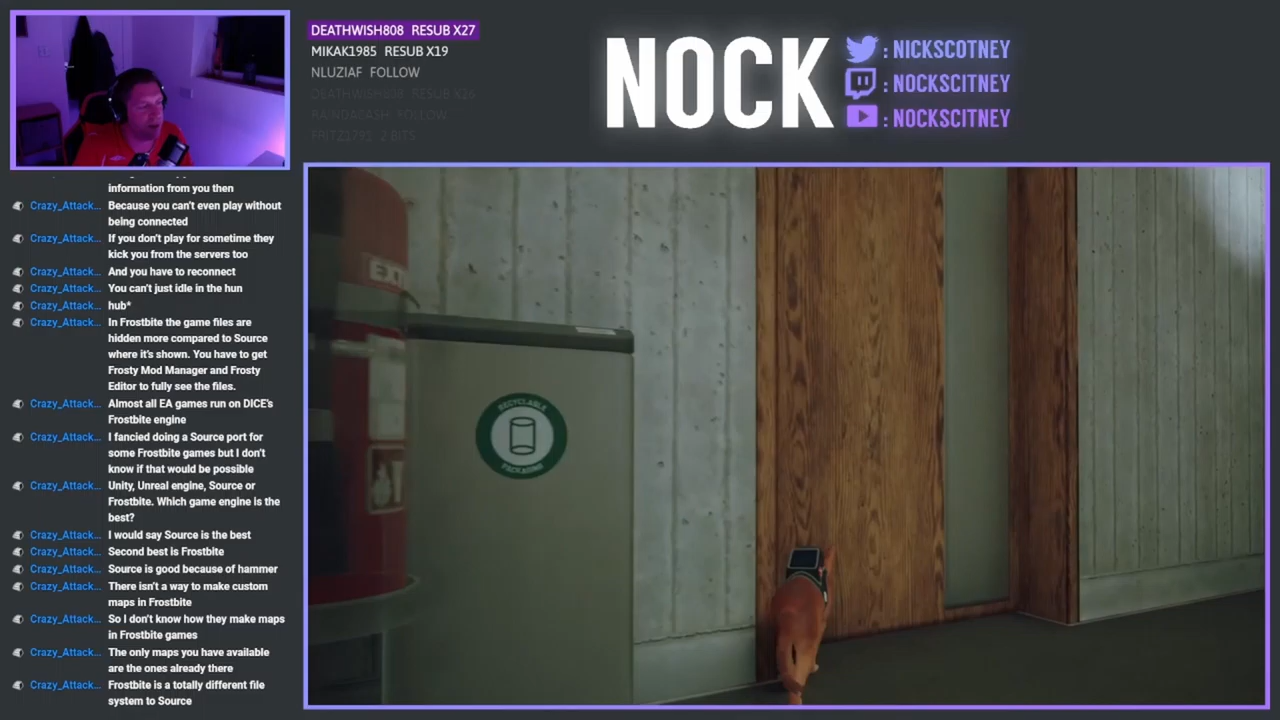 DEATHWISH808 RESUB X27
MIKAK1985 RESUB X19
NLUZIAF FOLLOW
DEATHWISH808 RESUB X26
RAINDADASH FOLLOW
FRITZ1791 2 BITS
NOCK
: NICKSCOTNEY
: NOCKSCITNEY
: NOCKSCITNEY
information from you then
Crazy_Attack... Because you can't even play without
being connected
Crazy_Attack... If you don't play for sometime they
kick you from the servers too
Crazy_Attack... And you have to reconnect
Crazy_Attack... You can't just idle in the hun
Crazy_Attack... hub*
Crazy_Attack... In Frostbite the game files are
hidden more compared to Source
where it's shown. You have to get
Frosty Mod Manager and Frosty
Editor to fully see the files.
Crazy_Attack... Almost all EA games run on DICE's
Frostbite engine
Crazy_Attack... I fancied doing a Source port for
some Frostbite games but I don't
know if that would be possible
Crazy_Attack... Unity, Unreal engine, Source or
Frostbite. Which game engine is the
best?
Crazy_Attack... I would say Source is the best
Crazy_Attack... Second best is Frostbite
Crazy_Attack... Source is good because of hammer
Crazy_Attack... There isn't a way to make custom
maps in Frostbite
Crazy_Attack... So I don't know how they make maps
in Frostbite games
Crazy_Attack... The only maps you have available
are the ones already there
Crazy_Attack... Frostbite is a totally different file
system to Source
RECYCLABLE
PACKAGING